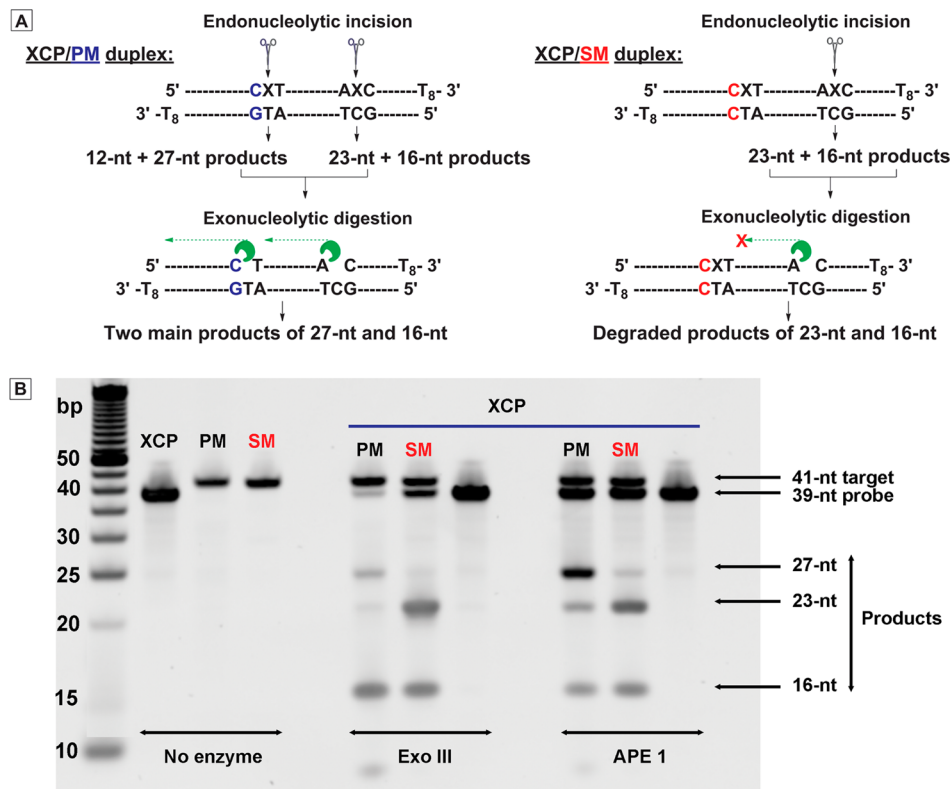 A
Endonucleolytic incision
XCP/PM duplex:
5' ----------CXT--------AXC------T8- 3'
3' -T8 ----------GTA--------TCG------ 5'
12-nt + 27-nt products 23-nt + 16-nt products
Exonucleolytic digestion
5' -----------C T--------A C------T8- 3'
3' -T8 ----------GTA--------TCG------ 5'
Two main products of 27-nt and 16-nt
Endonucleolytic incision
XCP/SM duplex:
5' ----------CXT--------AXC------T8- 3'
3' -T8 ----------CTA--------TCG------ 5'
23-nt + 16-nt products
Exonucleolytic digestion
X
5' ----------CXT--------A C------T8- 3'
3' -T8 ----------CTA--------TCG------ 5'
Degraded products of 23-nt and 16-nt
B
XCP
bp
XCP PM SM PM SM PM SM
50
40
30
25
20
15
10
41-nt target
39-nt probe
27-nt
23-nt
Products
16-nt
No enzyme Exo III APE 1